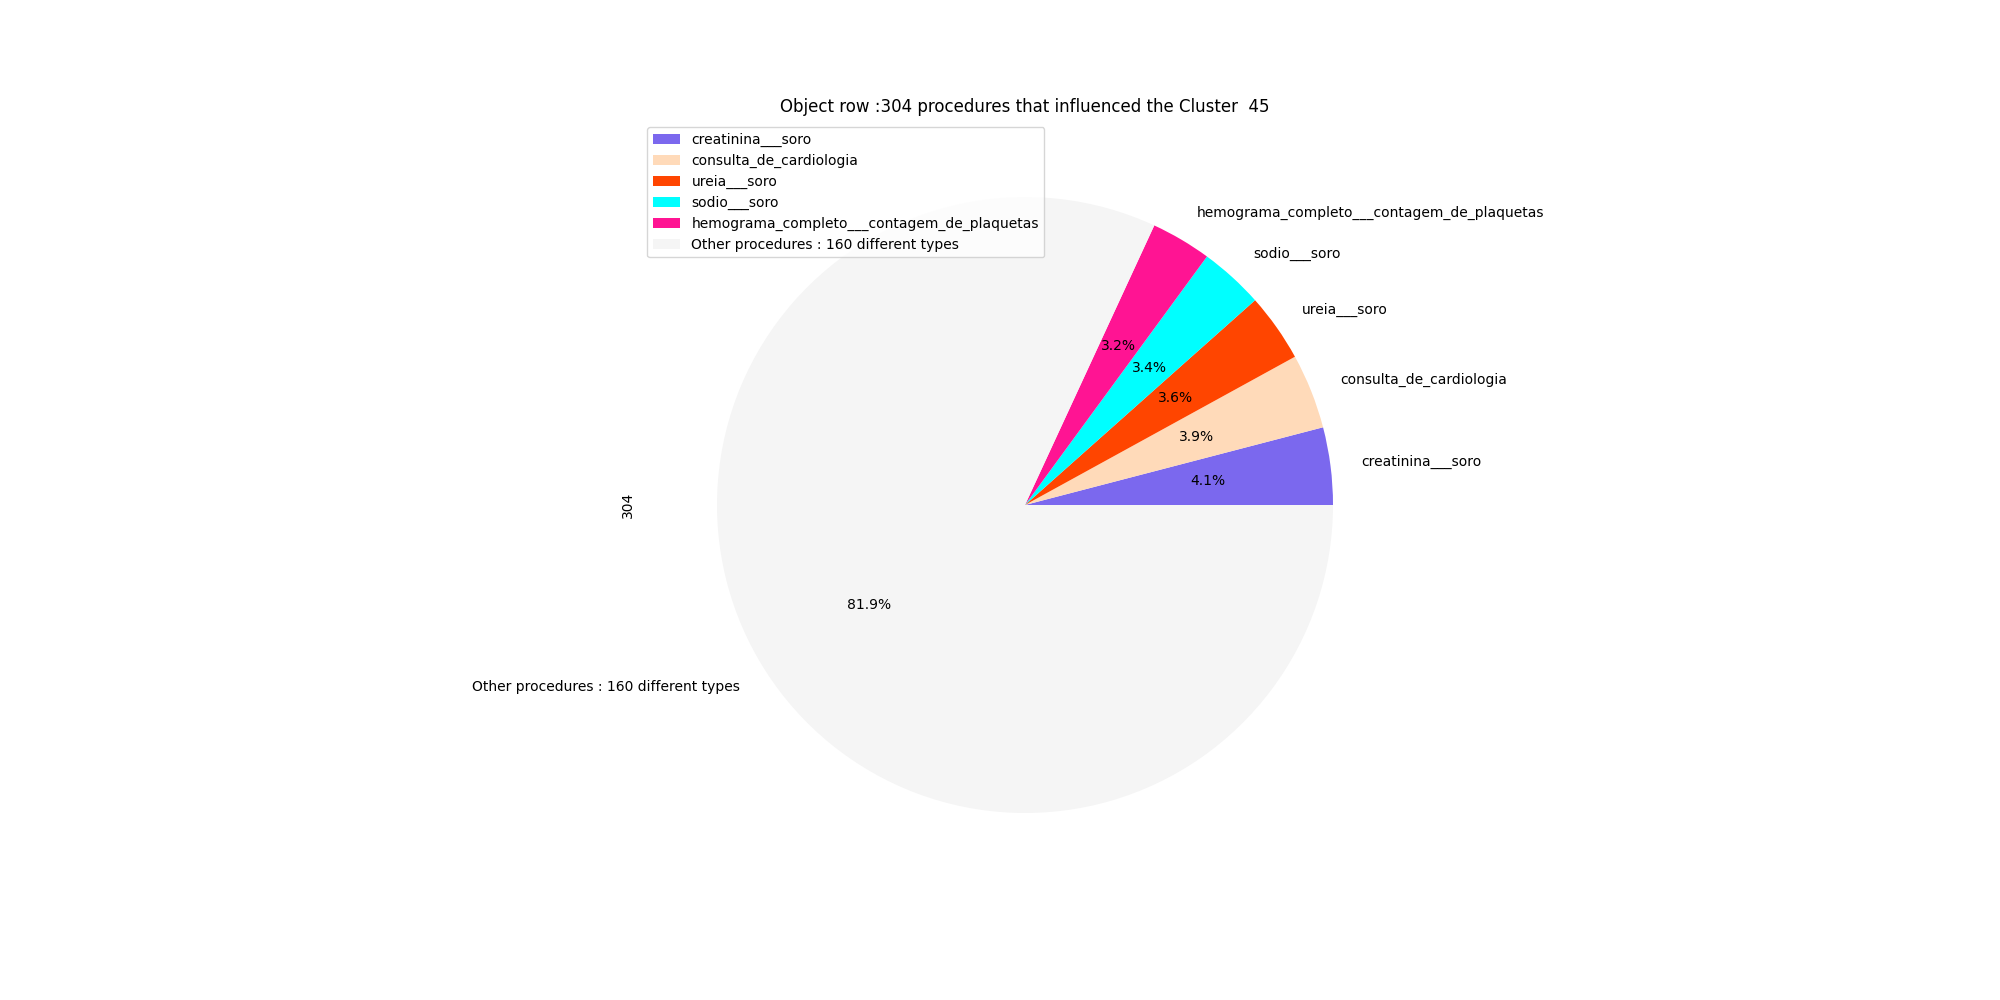 Object row :304 procedures that influenced the Cluster  45
creatinina___soro
consulta_de_cardiologia
ureia___soro
sodio___soro
hemograma_completo___contagem_de_plaquetas
Other procedures : 160 different types
hemograma_completo___contagem_de_plaquetas
sodio___soro
ureia___soro
consulta_de_cardiologia
creatinina___soro
3.2%
3.4%
3.6%
3.9%
4.1%
304
81.9%
Other procedures : 160 different types